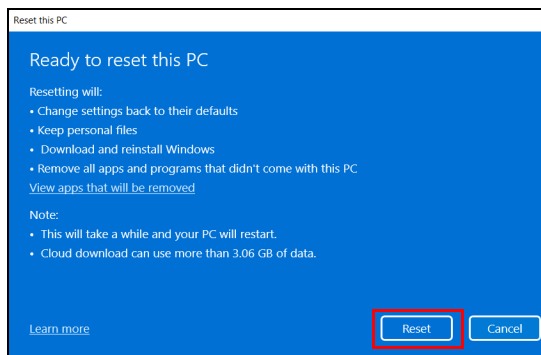 Reset this PC
Ready to reset this PC
Resetting will:
• Change settings back to their defaults
• Keep personal files
• Download and reinstall Windows
• Remove all apps and programs that didn't come with this PC
View apps that will be removed
Note:
• This will take a while and your PC will restart.
• Cloud download can use more than 3.06 GB of data.
Learn more
Reset
Cancel